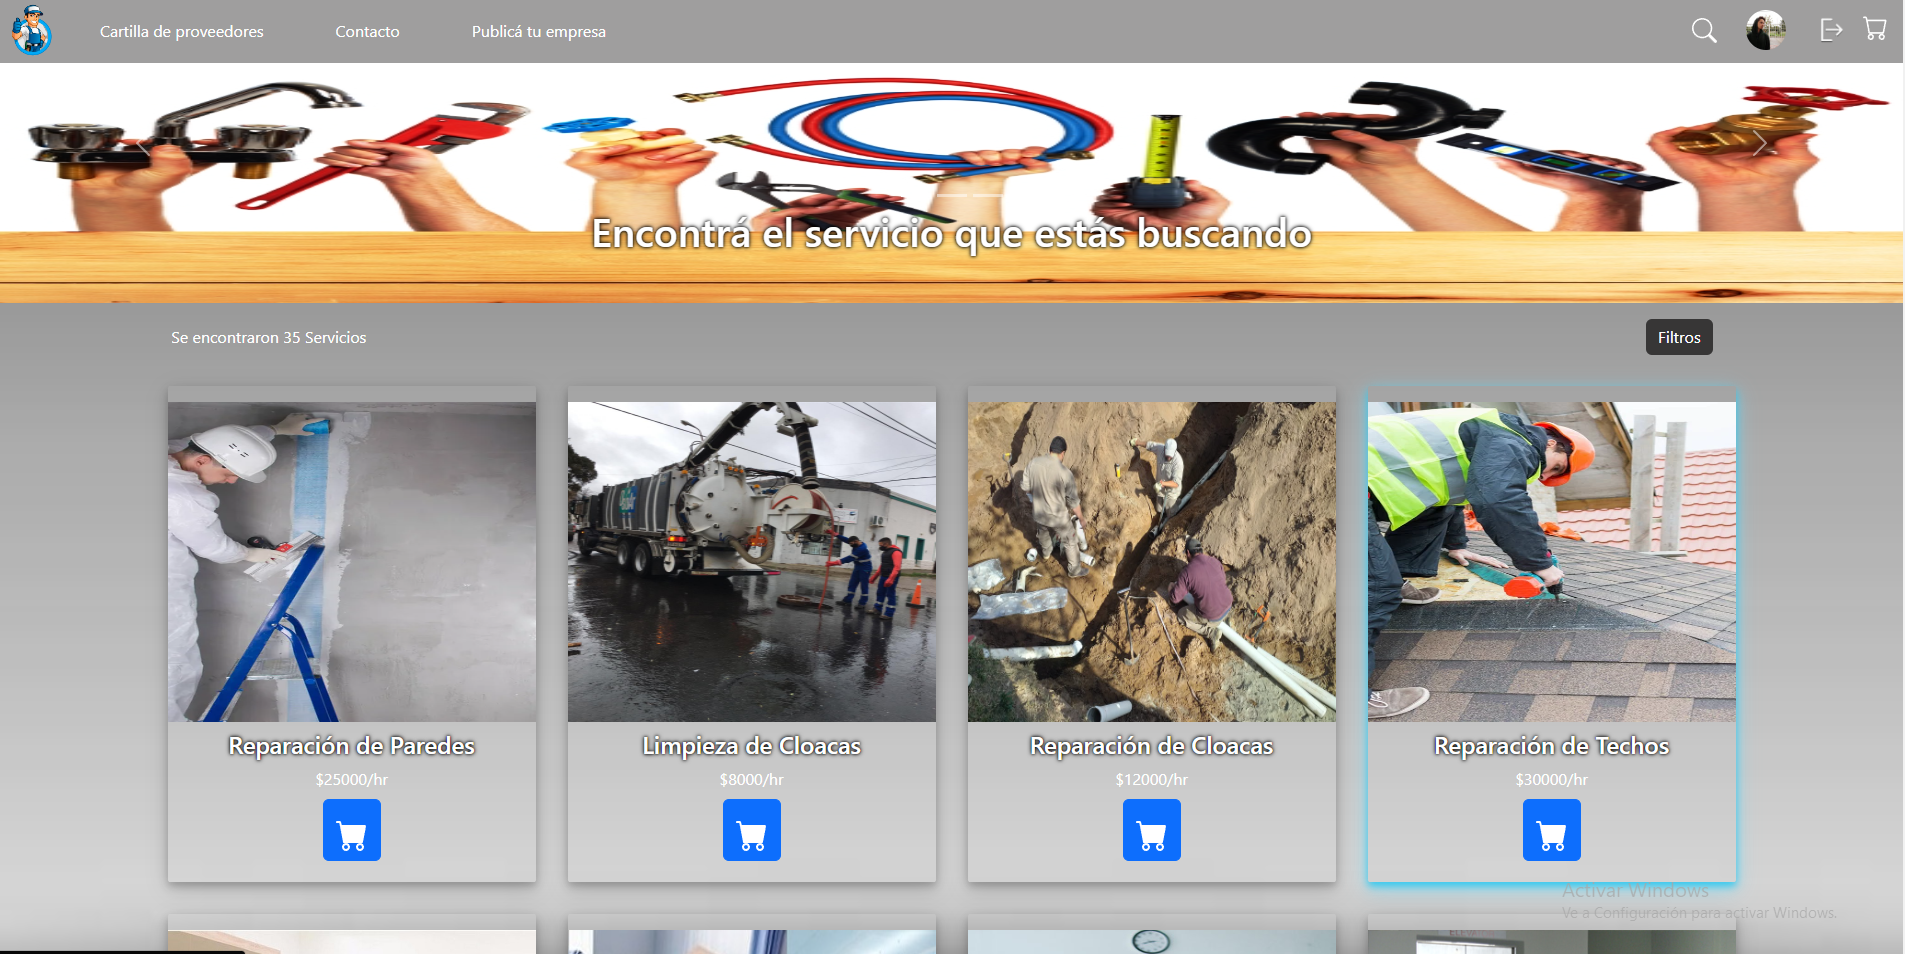 Cartilla de proveedores
Contacto
Publicá tu empresa
Encontrá el servicio que estás buscando
Se encontraron 35 Servicios
Filtros
Reparación de Paredes
$25000/hr
Limpieza de Cloacas
$8000/hr
Reparación de Cloacas
$12000/hr
Reparación de Techos
$30000/hr
Activar Windows
Ve a Configuración para activar Windows.